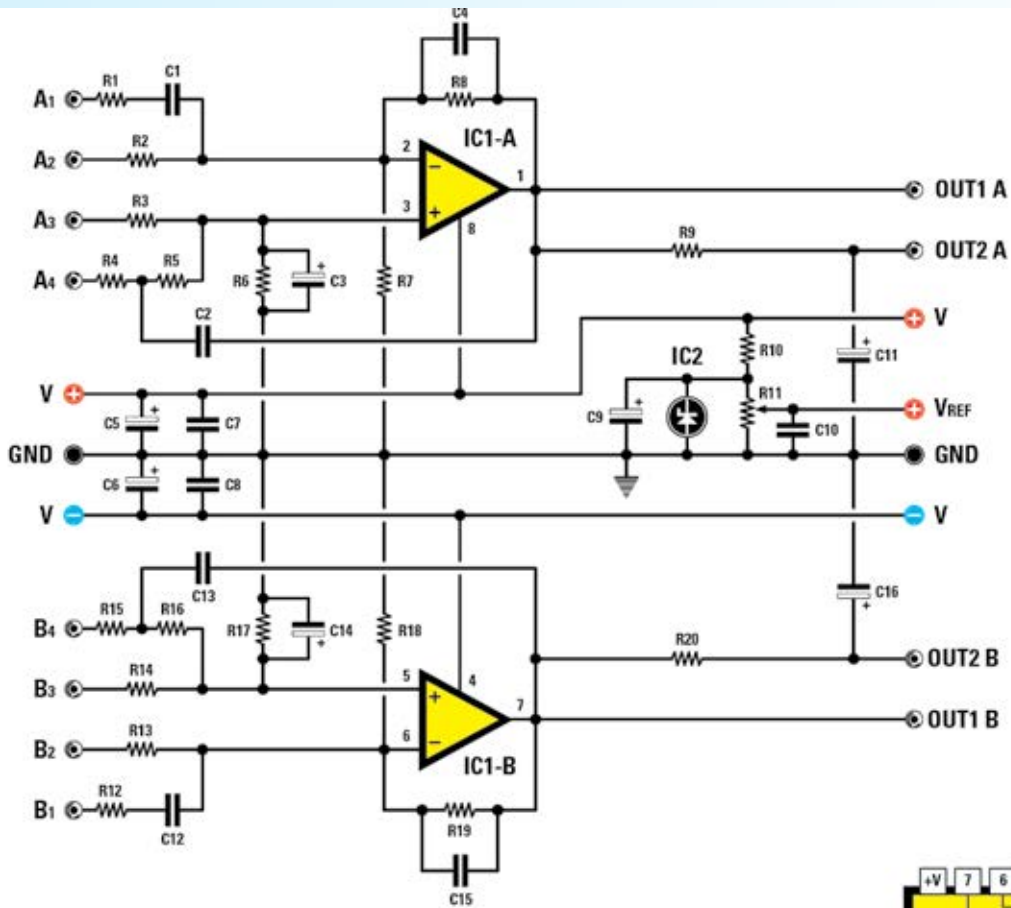 C4
R1
C1
R8
A1
IC1-A
R2
2
A2
−
1
OUT1 A
R3
3
+
A3
8
R9
OUT2 A
R4
R5
R6
+
C3
R7
A4
C2
+ V
R10
+
C11
IC2
R11
V +
+
C5
C7
+
C9
+ VREF
C10
GND
GND
C6
+
C8
V −
− V
C13
R15
R16
C16
+
B4
R17
C14
+
R18
R20
OUT2 B
R14
5
4
B3
+
7
OUT1 B
R13
6
−
B2
IC1-B
R12
B1
C12
R19
C15
+V
7
6